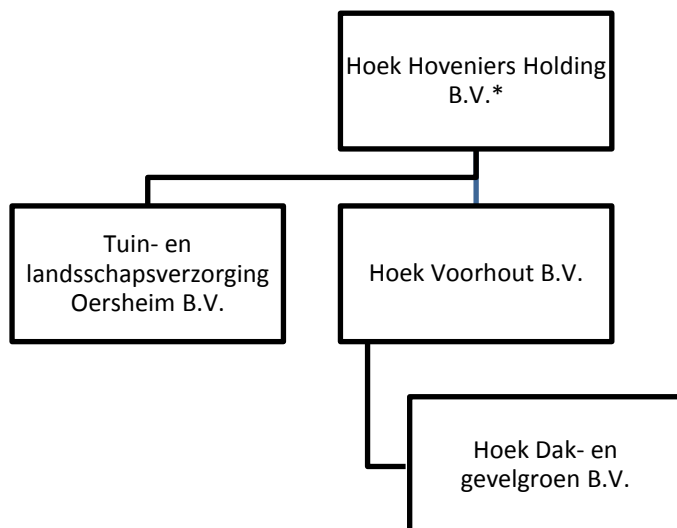 Hoek Hoveniers Holding
B.V.*
Tuin- en
landsschapsverzorging
Oersheim B.V.
Hoek Voorhout B.V.
Hoek Dak- en
gevelgroen B.V.